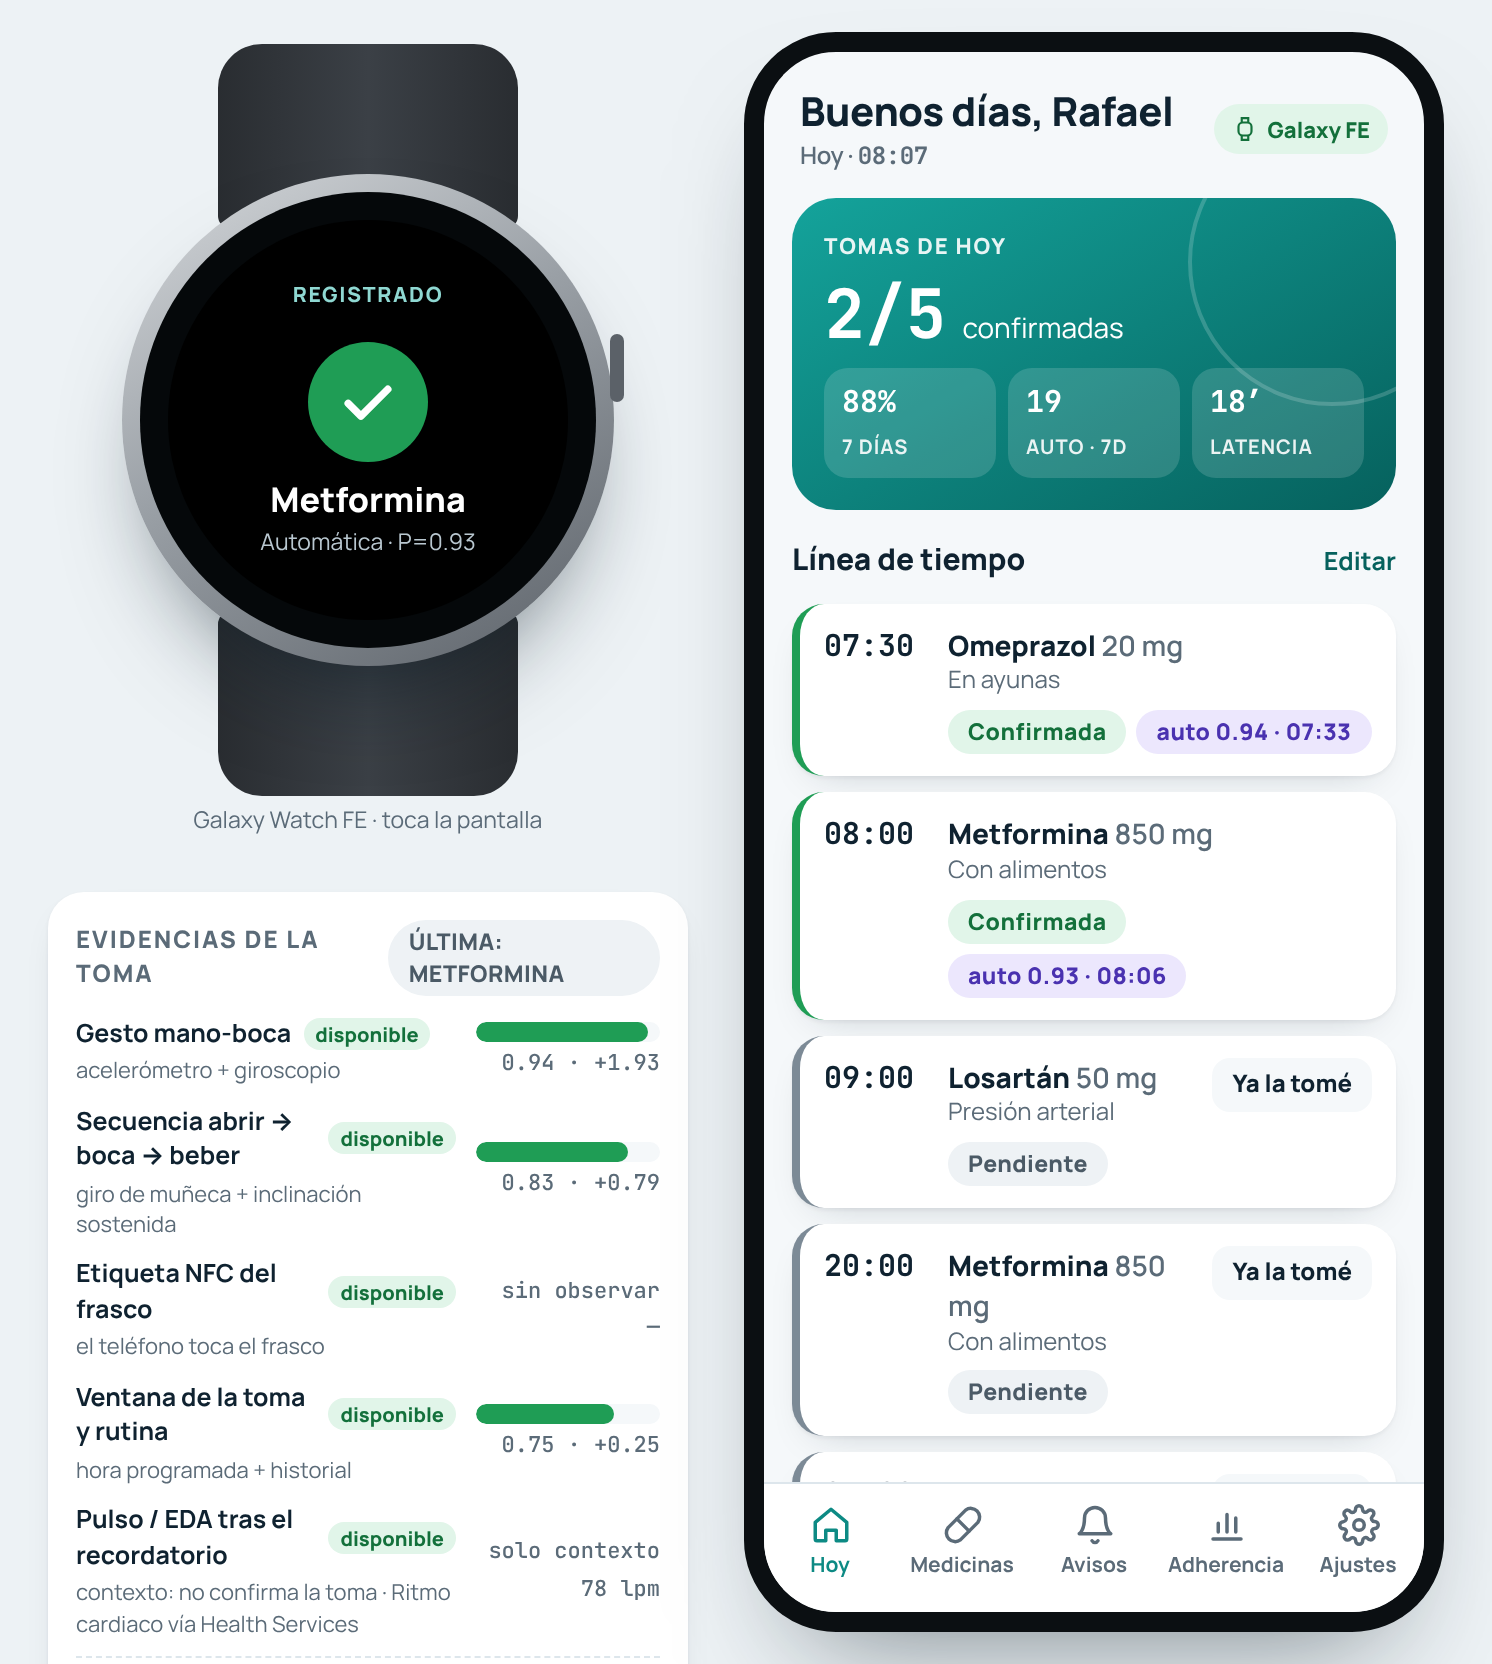 REGISTRADO
Metformina
Automática · P=0.93
Galaxy Watch FE · toca la pantalla
EVIDENCIAS DE LA
TOMA
ÚLTIMA:
METFORMINA
Gesto mano-boca disponible
acelerómetro + giroscopio
0.94 · +1.93
Secuencia abrir →
boca → beber
disponible
giro de muñeca + inclinación
sostenida
0.83 · +0.79
Etiqueta NFC del
frasco
disponible
el teléfono toca el frasco
sin observar
—
Ventana de la toma
y rutina
disponible
hora programada + historial
0.75 · +0.25
Pulso / EDA tras el
recordatorio
disponible
contexto: no confirma la toma · Ritmo
cardiaco vía Health Services
solo contexto
78 lpm
Buenos días, Rafael
Hoy · 08:07
Galaxy FE
TOMAS DE HOY
2/5 confirmadas
88%
7 DÍAS
19
AUTO · 7D
18′
LATENCIA
Línea de tiempo
Editar
07:30
Omeprazol 20 mg
En ayunas
Confirmada
auto 0.94 · 07:33
08:00
Metformina 850 mg
Con alimentos
Confirmada
auto 0.93 · 08:06
09:00
Losartán 50 mg
Presión arterial
Ya la tomé
Pendiente
20:00
Metformina 850
mg
Con alimentos
Ya la tomé
Pendiente
Hoy
Medicinas
Avisos
Adherencia
Ajustes